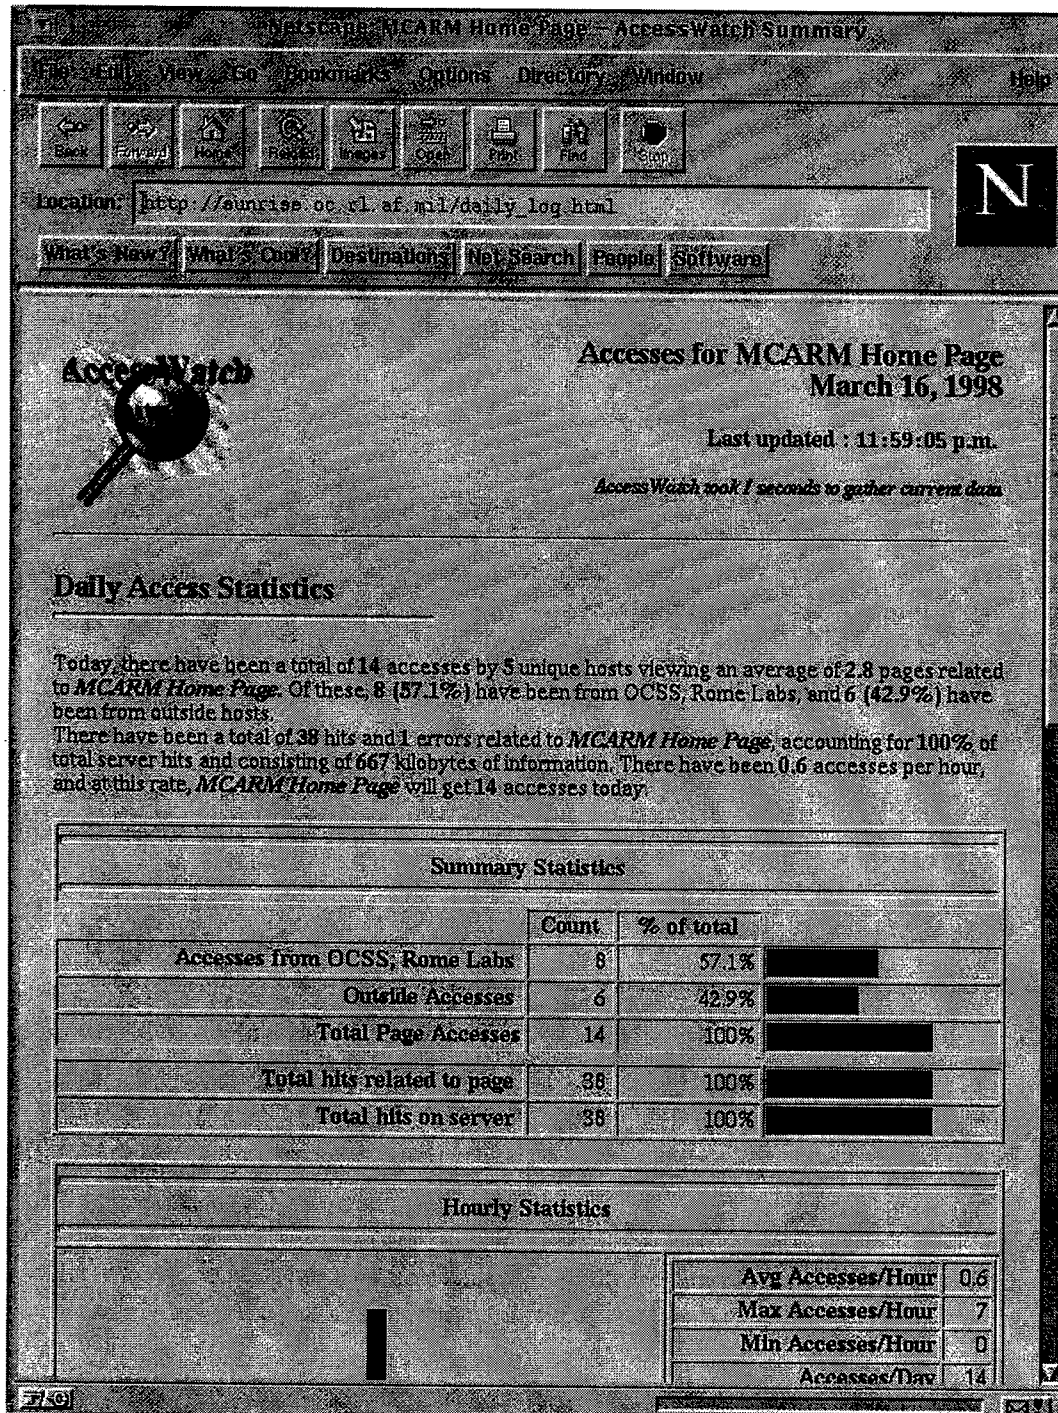 Netscape: MCARM Home Page - AccessWatch Summary
File Edit View Go Bookmarks Options Directory Window Help
Back Forward Home Reload Images Open Print Find Stop
Location: http://sunrise.oc.rl.af.mil/daily_log.html
N
What's New? What's Cool? Destinations Net Search People Software
AccessWatch
Accesses for MCARM Home Page
March 16, 1998
Last updated : 11:59:05 p.m.
AccessWatch took 1 seconds to gather current data
Daily Access Statistics
Today, there have been a total of 14 accesses by 5 unique hosts viewing an average of 2.8 pages related
to MCARM Home Page. Of these, 8 (57.1%) have been from OCSS, Rome Labs, and 6 (42.9%) have
been from outside hosts.
There have been a total of 38 hits and 1 errors related to MCARM Home Page, accounting for 100% of
total server hits and consisting of 667 kilobytes of information. There have been 0.6 accesses per hour,
and at this rate, MCARM Home Page will get 14 accesses today.
Summary Statistics
Count % of total
Accesses from OCSS, Rome Labs 8 57.1%
Outside Accesses 6 42.9%
Total Page Accesses 14 100%
Total hits related to page 38 100%
Total hits on server 38 100%
Hourly Statistics
Avg Accesses/Hour 0.6
Max Accesses/Hour 7
Min Accesses/Hour 0
Accesses/Day 14